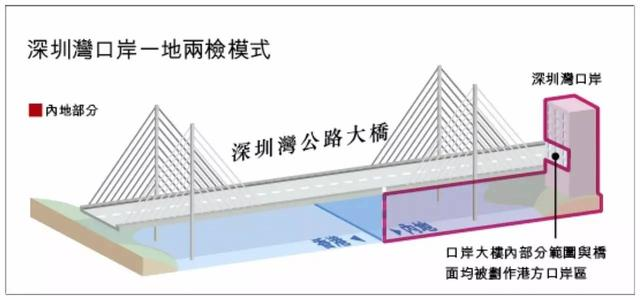 深圳灣口岸一地兩檢模式
深圳灣口岸
內地部分
深圳灣公路大橋
香港
內地
口岸大樓內部分範圍與橋
面均被劃作港方口岸區